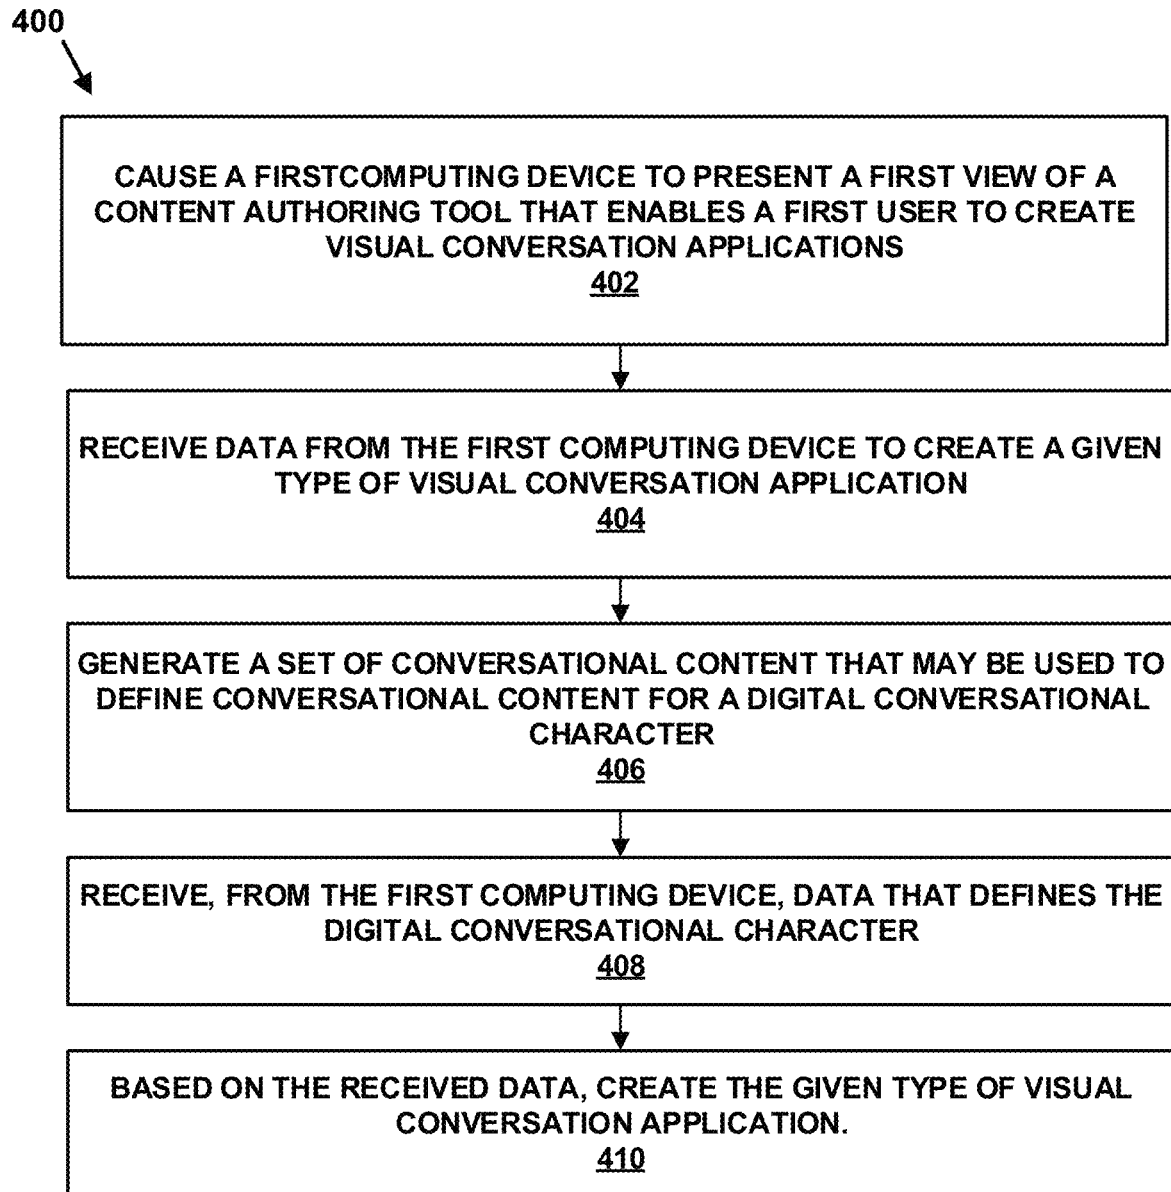 400
CAUSE A FIRSTCOMPUTING DEVICE TO PRESENT A FIRST VIEW OF A
CONTENT AUTHORING TOOL THAT ENABLES A FIRST USER TO CREATE
VISUAL CONVERSATION APPLICATIONS
402
RECEIVE DATA FROM THE FIRST COMPUTING DEVICE TO CREATE A GIVEN
TYPE OF VISUAL CONVERSATION APPLICATION
404
GENERATE A SET OF CONVERSATIONAL CONTENT THAT MAY BE USED TO
DEFINE CONVERSATIONAL CONTENT FOR A DIGITAL CONVERSATIONAL
CHARACTER
406
RECEIVE, FROM THE FIRST COMPUTING DEVICE, DATA THAT DEFINES THE
DIGITAL CONVERSATIONAL CHARACTER
408
BASED ON THE RECEIVED DATA, CREATE THE GIVEN TYPE OF VISUAL
CONVERSATION APPLICATION.
410